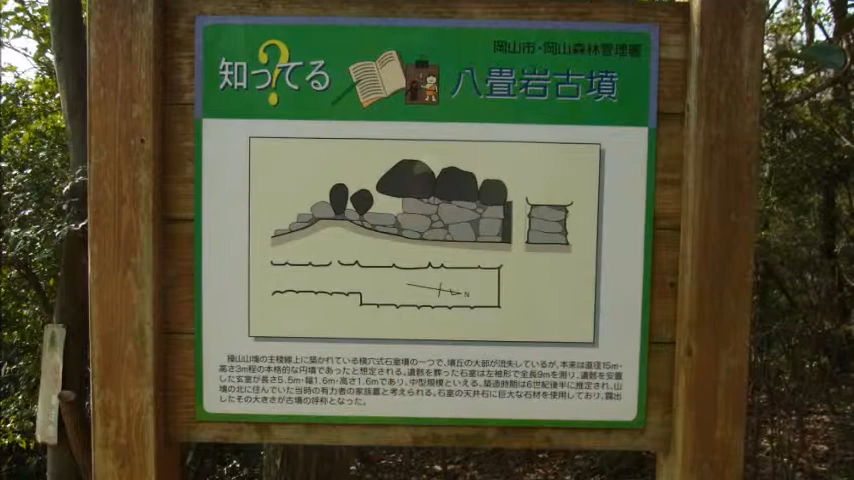 岡山市・岡山森林管理署
知ってる?
八畳岩古墳
N
操山山塊の主稜線上に築かれている横穴式石室墳の一つで、墳丘の大部が流失しているが、本来は直径15m・
高さ3m程の本格的な円墳であったと想定される。遺骸を葬った石室は左袖形で全長9mを測り、遺骸を安置
した玄室が長さ5.5m・幅1.6m・高さ1.6mであり、中型規模といえる。築造時期は6世紀後半に推定され、山
塊の北に住んでいた当時の有力者の家族墓と考えられる。石室の天井石に巨大な石材を使用しており、露出
したその大きさが古墳の呼称となった。